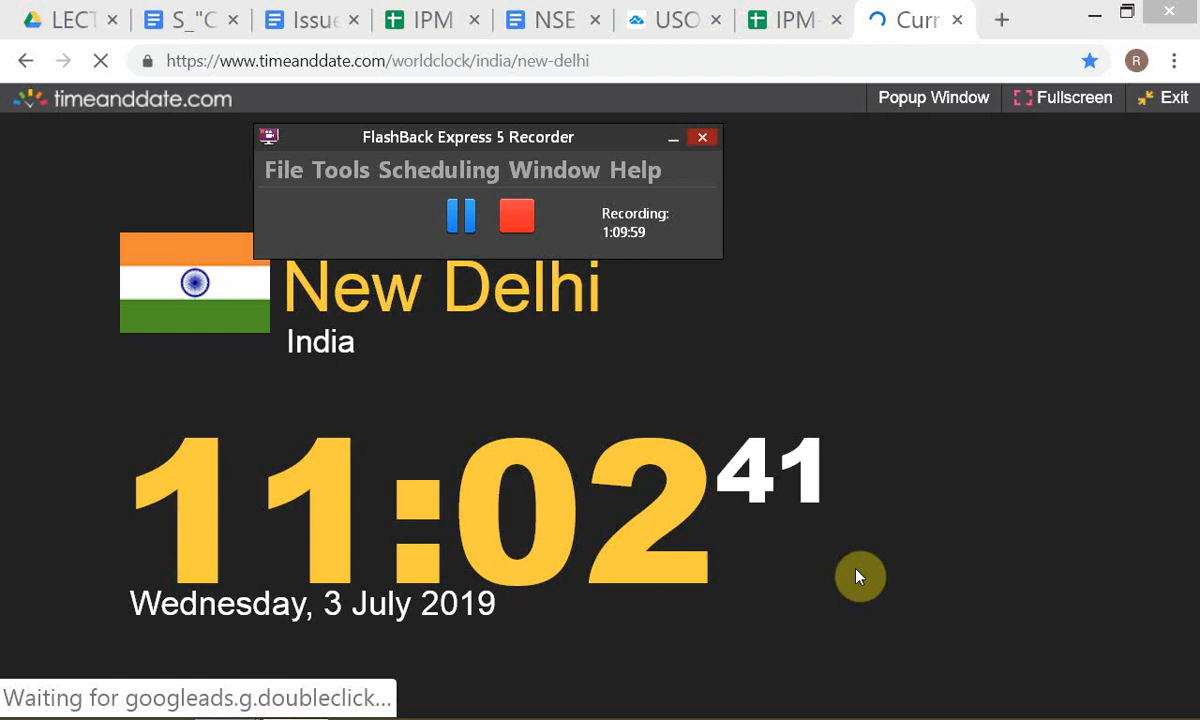 LECT
S_"C
Issue
IPM
NSE
USO
IPM-
Curr
https://www.timeanddate.com/worldclock/india/new-delhi
R
timeanddate.com
Popup Window
Fullscreen
Exit
FlashBack Express 5 Recorder
File Tools Scheduling Window Help
Recording:
1:09:59
New Delhi
India
11:02 41
Wednesday, 3 July 2019
Waiting for googleads.g.doubleclick...